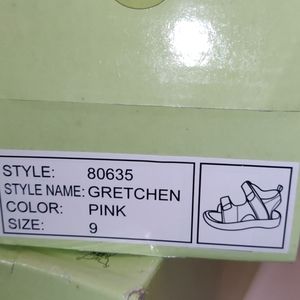 STYLE: 80635
STYLE NAME: GRETCHEN
COLOR: PINK
SIZE: 9